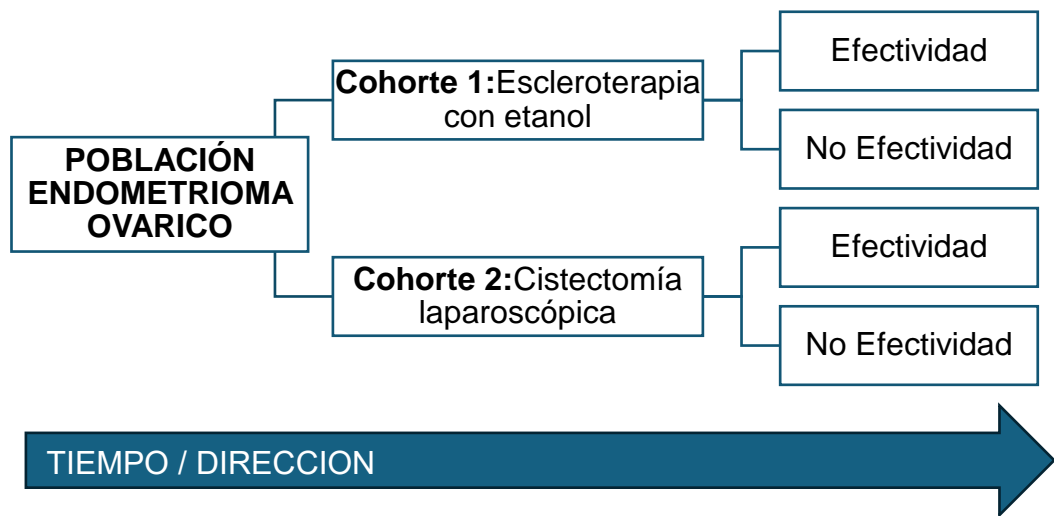 POBLACIÓN
ENDOMETRIOMA
OVARICO
Cohorte 1:Escleroterapia
con etanol
Efectividad
No Efectividad
Cohorte 2:Cistectomía
laparoscópica
Efectividad
No Efectividad
TIEMPO / DIRECCION